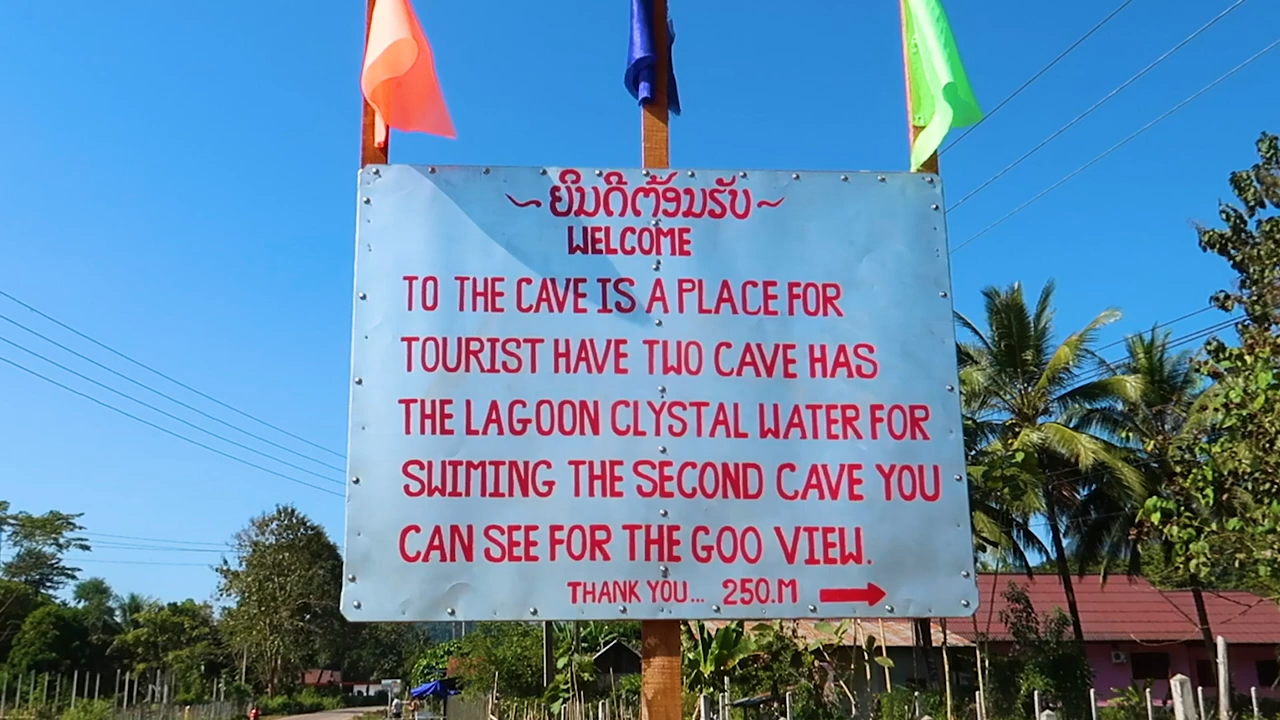 ~ຍິນດີຕ້ອນຮັບ~
WELCOME
TO THE CAVE IS A PLACE FOR
TOURIST HAVE TWO CAVE HAS
THE LAGOON CLYSTAL WATER FOR
SWIMING THE SECOND CAVE YOU
CAN SEE FOR THE GOO VIEW.
THANK YOU... 250.M →